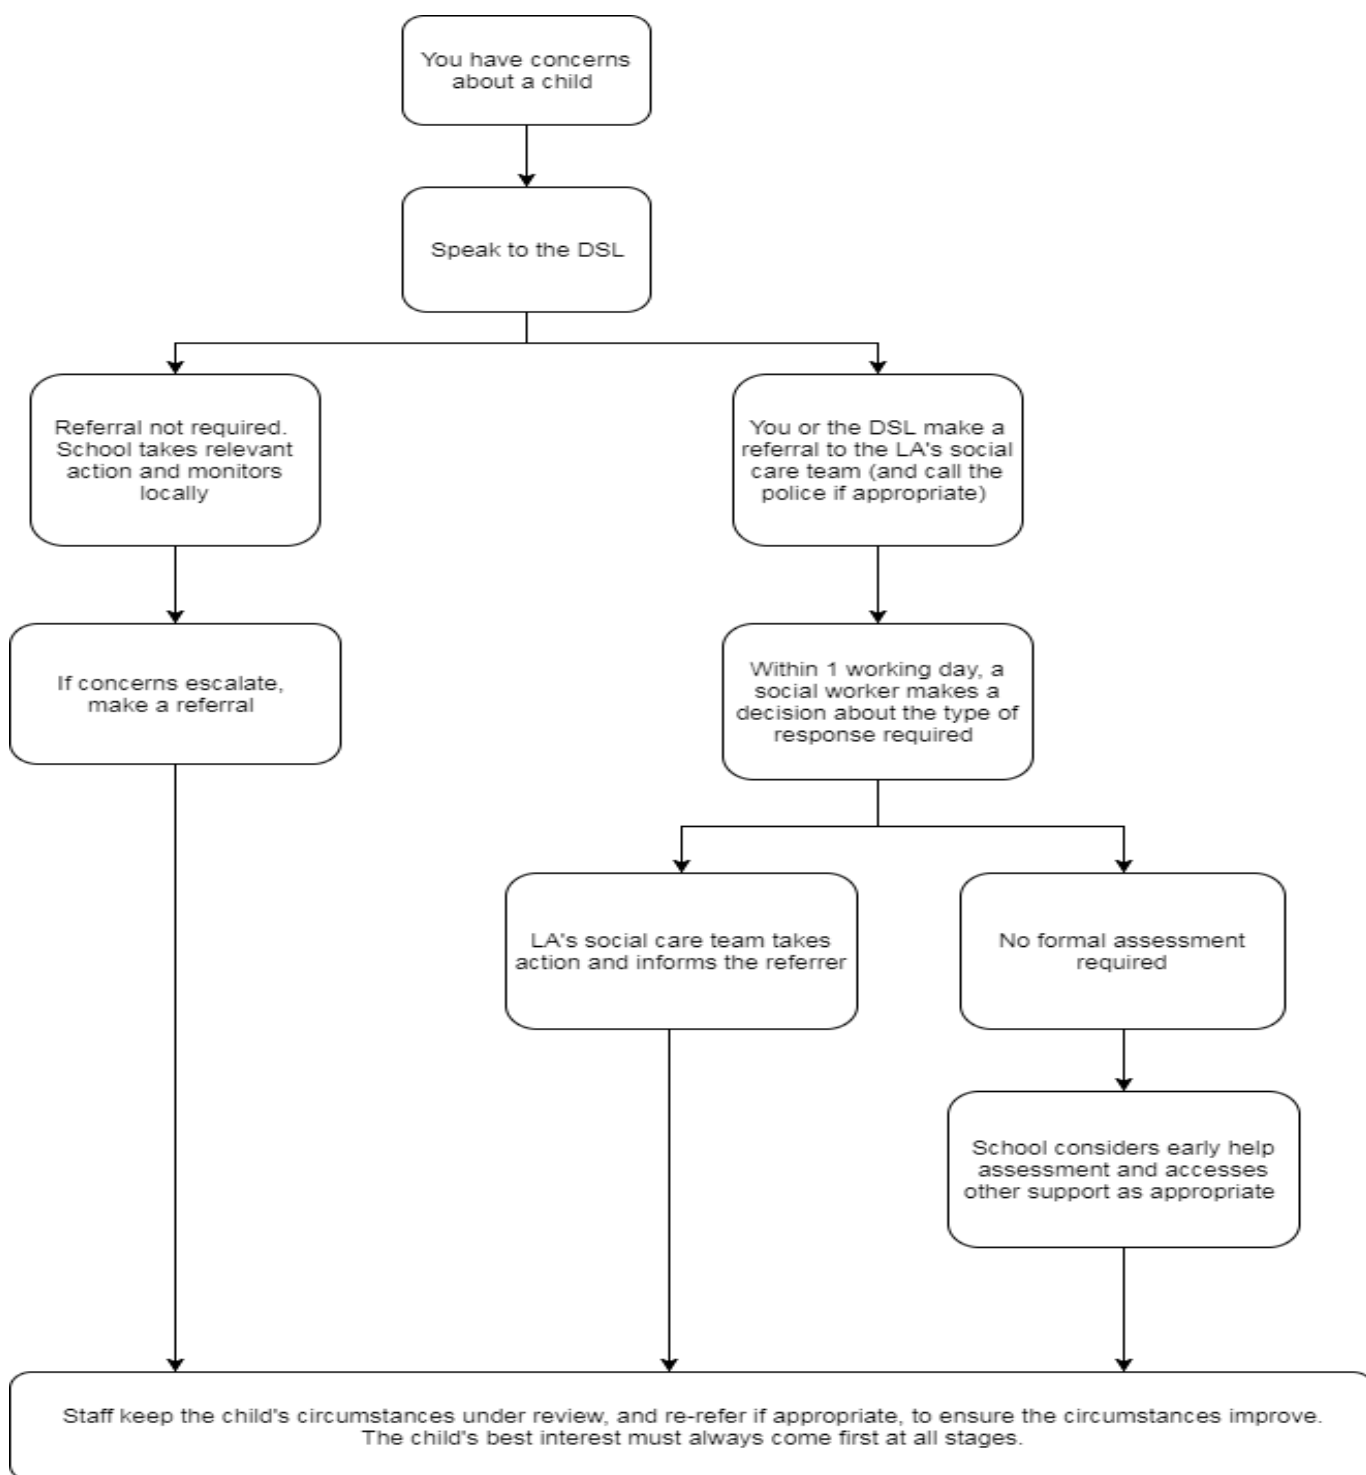 You have concerns
about a child
Speak to the DSL
Referral not required.
School takes relevant
action and monitors
locally
You or the DSL make a
referral to the LA's social
care team (and call the
police if appropriate)
If concerns escalate,
make a referral
Within 1 working day, a
social worker makes a
decision about the type of
response required
LA's social care team takes
action and informs the referrer
No formal assessment
required
School considers early help
assessment and accesses
other support as appropriate
Staff keep the child's circumstances under review, and re-refer if appropriate, to ensure the circumstances improve.
The child's best interest must always come first at all stages.